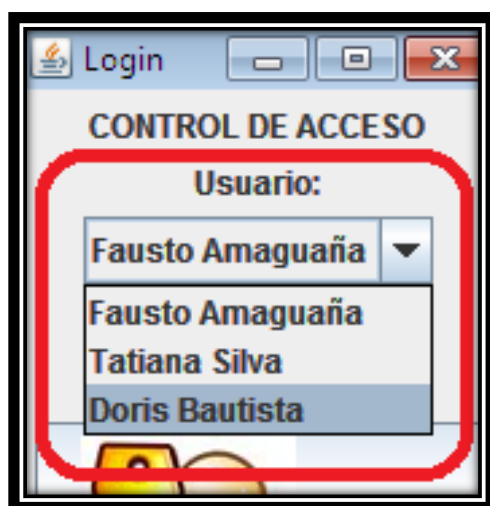 Login
CONTROL DE ACCESO
Usuario:
Fausto Amaguaña
Fausto Amaguaña
Tatiana Silva
Doris Bautista